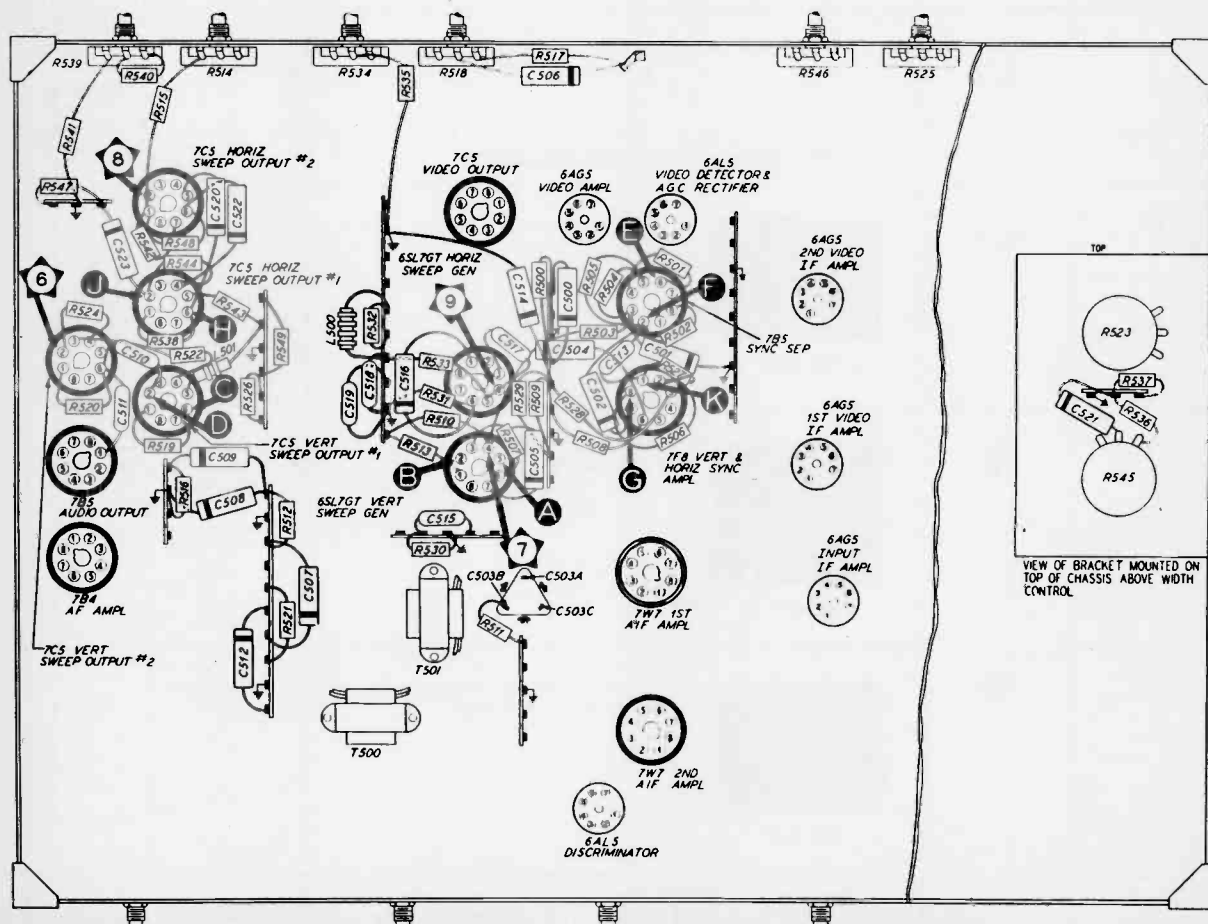 R539
R540
R514
R534
R518
R517
C506
R546
R525
R515
R535
R541
8
7C5 HORIZ
SWEEP OUTPUT #2
7C5
VIDEO OUTPUT
6AG5
VIDEO AMPL
6AL5
VIDEO DETECTOR &
AGC RECTIFIER
R547
C520
C522
R542
R548
R544
C523
6SL7GT HORIZ
SWEEP GEN
C514
R500
C500
R505
R504
R501
E
F
6AG5
2ND VIDEO
IF AMPL
TOP
6
J
7C5 HORIZ
SWEEP OUTPUT #1
R543
H
R524
R538
C510
R522
L501
R549
L500
R532
9
R503
C504
R502
7B5
SYNC SEP
R523
R533
C516
C518
C519
R531
R510
C513
C501
C502
K
R537
C521
R536
R520
C511
C
D
R526
R519
R529
R509
R528
R508
R506
6AG5
1ST VIDEO
IF AMPL
7C5 VERT
SWEEP OUTPUT #1
R513
B
R507
C505
G
7F8 VERT &
HORIZ SYNC
AMPL
R545
7B5
AUDIO OUTPUT
C509
R516
C508
6SL7GT VERT
SWEEP GEN
A
R512
C515
R530
7
6AG5
INPUT
IF AMPL
7B4
AF AMPL
C507
C503B
C503A
C503C
VIEW OF BRACKET MOUNTED ON
TOP OF CHASSIS ABOVE WIDTH
CONTROL
R521
R511
7W7 1ST
AIF AMPL
7C5 VERT
SWEEP OUTPUT #2
C512
T501
T500
7W7 2ND
AIF AMPL
6AL5
DISCRIMINATOR